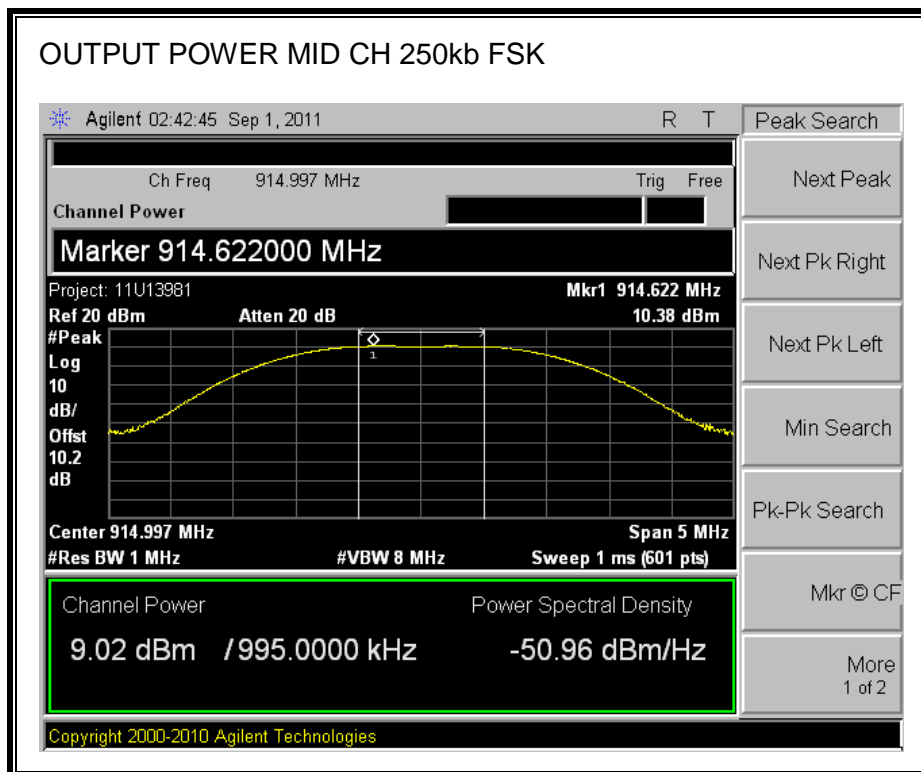 OUTPUT POWER MID CH 250kb FSK
Agilent 02:42:45 Sep 1, 2011 R T
Peak Search
Ch Freq 914.997 MHz Trig Free
Channel Power
Marker 914.622000 MHz
Project: 11U13981 Mkr1 914.622 MHz
Ref 20 dBm Atten 20 dB 10.38 dBm
#Peak
Log
10
dB/
Offst
10.2
dB
1
Center 914.997 MHz Span 5 MHz
#Res BW 1 MHz #VBW 8 MHz Sweep 1 ms (601 pts)
Channel Power Power Spectral Density
9.02 dBm / 995.0000 kHz -50.96 dBm/Hz
Copyright 2000-2010 Agilent Technologies
Next Peak
Next Pk Right
Next Pk Left
Min Search
Pk-Pk Search
Mkr © CF
More
1 of 2